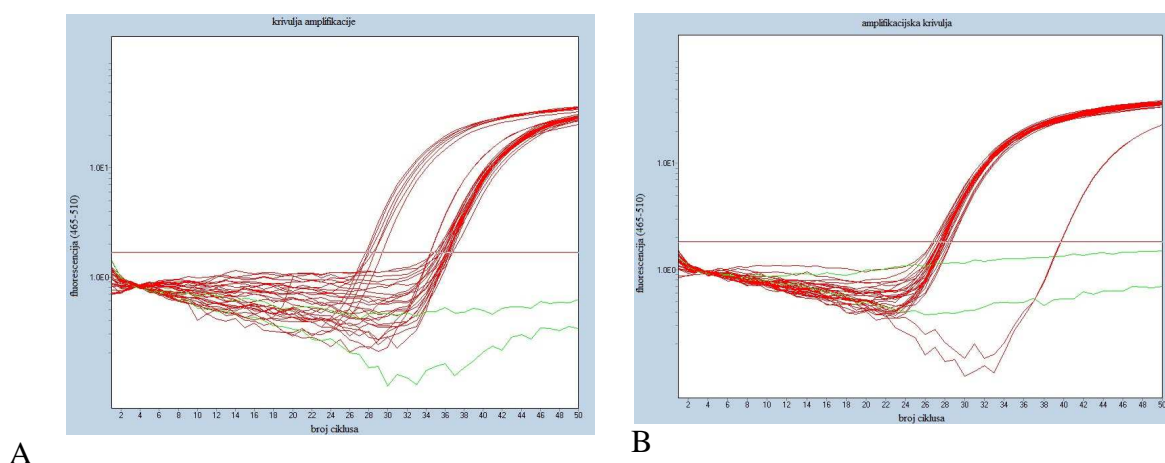 krivulja amplifikacije
fluorescencija (465-510)
1.0E1
1.0E0
2 4 6 8 10 12 14 16 18 20 22 24 26 28 30 32 34 36 38 40 42 44 46 48 50
broj ciklusa
A
amplifikacijska krivulja
fluorescencija (465-510)
1.0E1
1.0E0
2 4 6 8 10 12 14 16 18 20 22 24 26 28 30 32 34 36 38 40 42 44 46 48 50
broj ciklusa
B